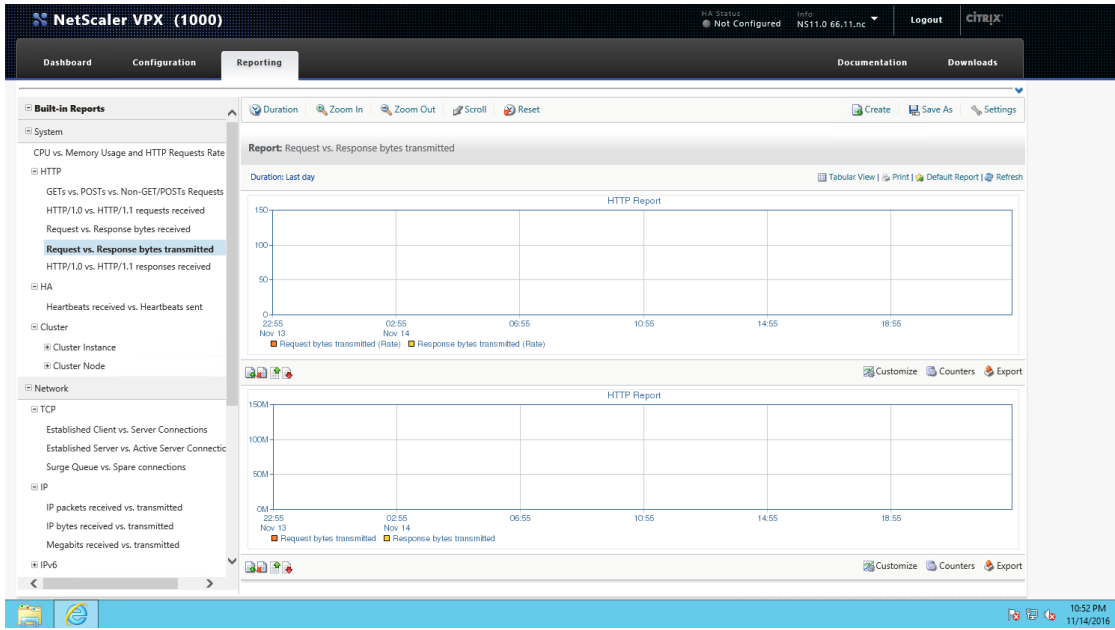 NetScaler VPX (1000)
HA Status
Not Configured
Info
NS11.0 66.11.nc
Logout
CITRIX
Dashboard
Configuration
Reporting
Documentation
Downloads
Built-in Reports
System
CPU vs. Memory Usage and HTTP Requests Rate
HTTP
GETs vs. POSTs vs. Non-GET/POSTs Requests
HTTP/1.0 vs. HTTP/1.1 requests received
Request vs. Response bytes received
Request vs. Response bytes transmitted
HTTP/1.0 vs. HTTP/1.1 responses received
HA
Heartbeats received vs. Heartbeats sent
Cluster
Cluster Instance
Cluster Node
Network
TCP
Established Client vs. Server Connections
Established Server vs. Active Server Connectic
Surge Queue vs. Spare connections
IP
IP packets received vs. transmitted
IP bytes received vs. transmitted
Megabits received vs. transmitted
IPv6
Duration Zoom In Zoom Out Scroll Reset
Create Save As Settings
Report: Request vs. Response bytes transmitted
Duration: Last day
Tabular View | Print | Default Report | Refresh
HTTP Report
150
100
50
0
22:55 02:55 06:55 10:55 14:55 18:55
Nov 13 Nov 14
Request bytes transmitted (Rate) Response bytes transmitted (Rate)
Customize Counters Export
HTTP Report
150M
100M
50M
0M
22:55 02:55 06:55 10:55 14:55 18:55
Nov 13 Nov 14
Request bytes transmitted Response bytes transmitted
Customize Counters Export
10:52 PM
11/14/2016